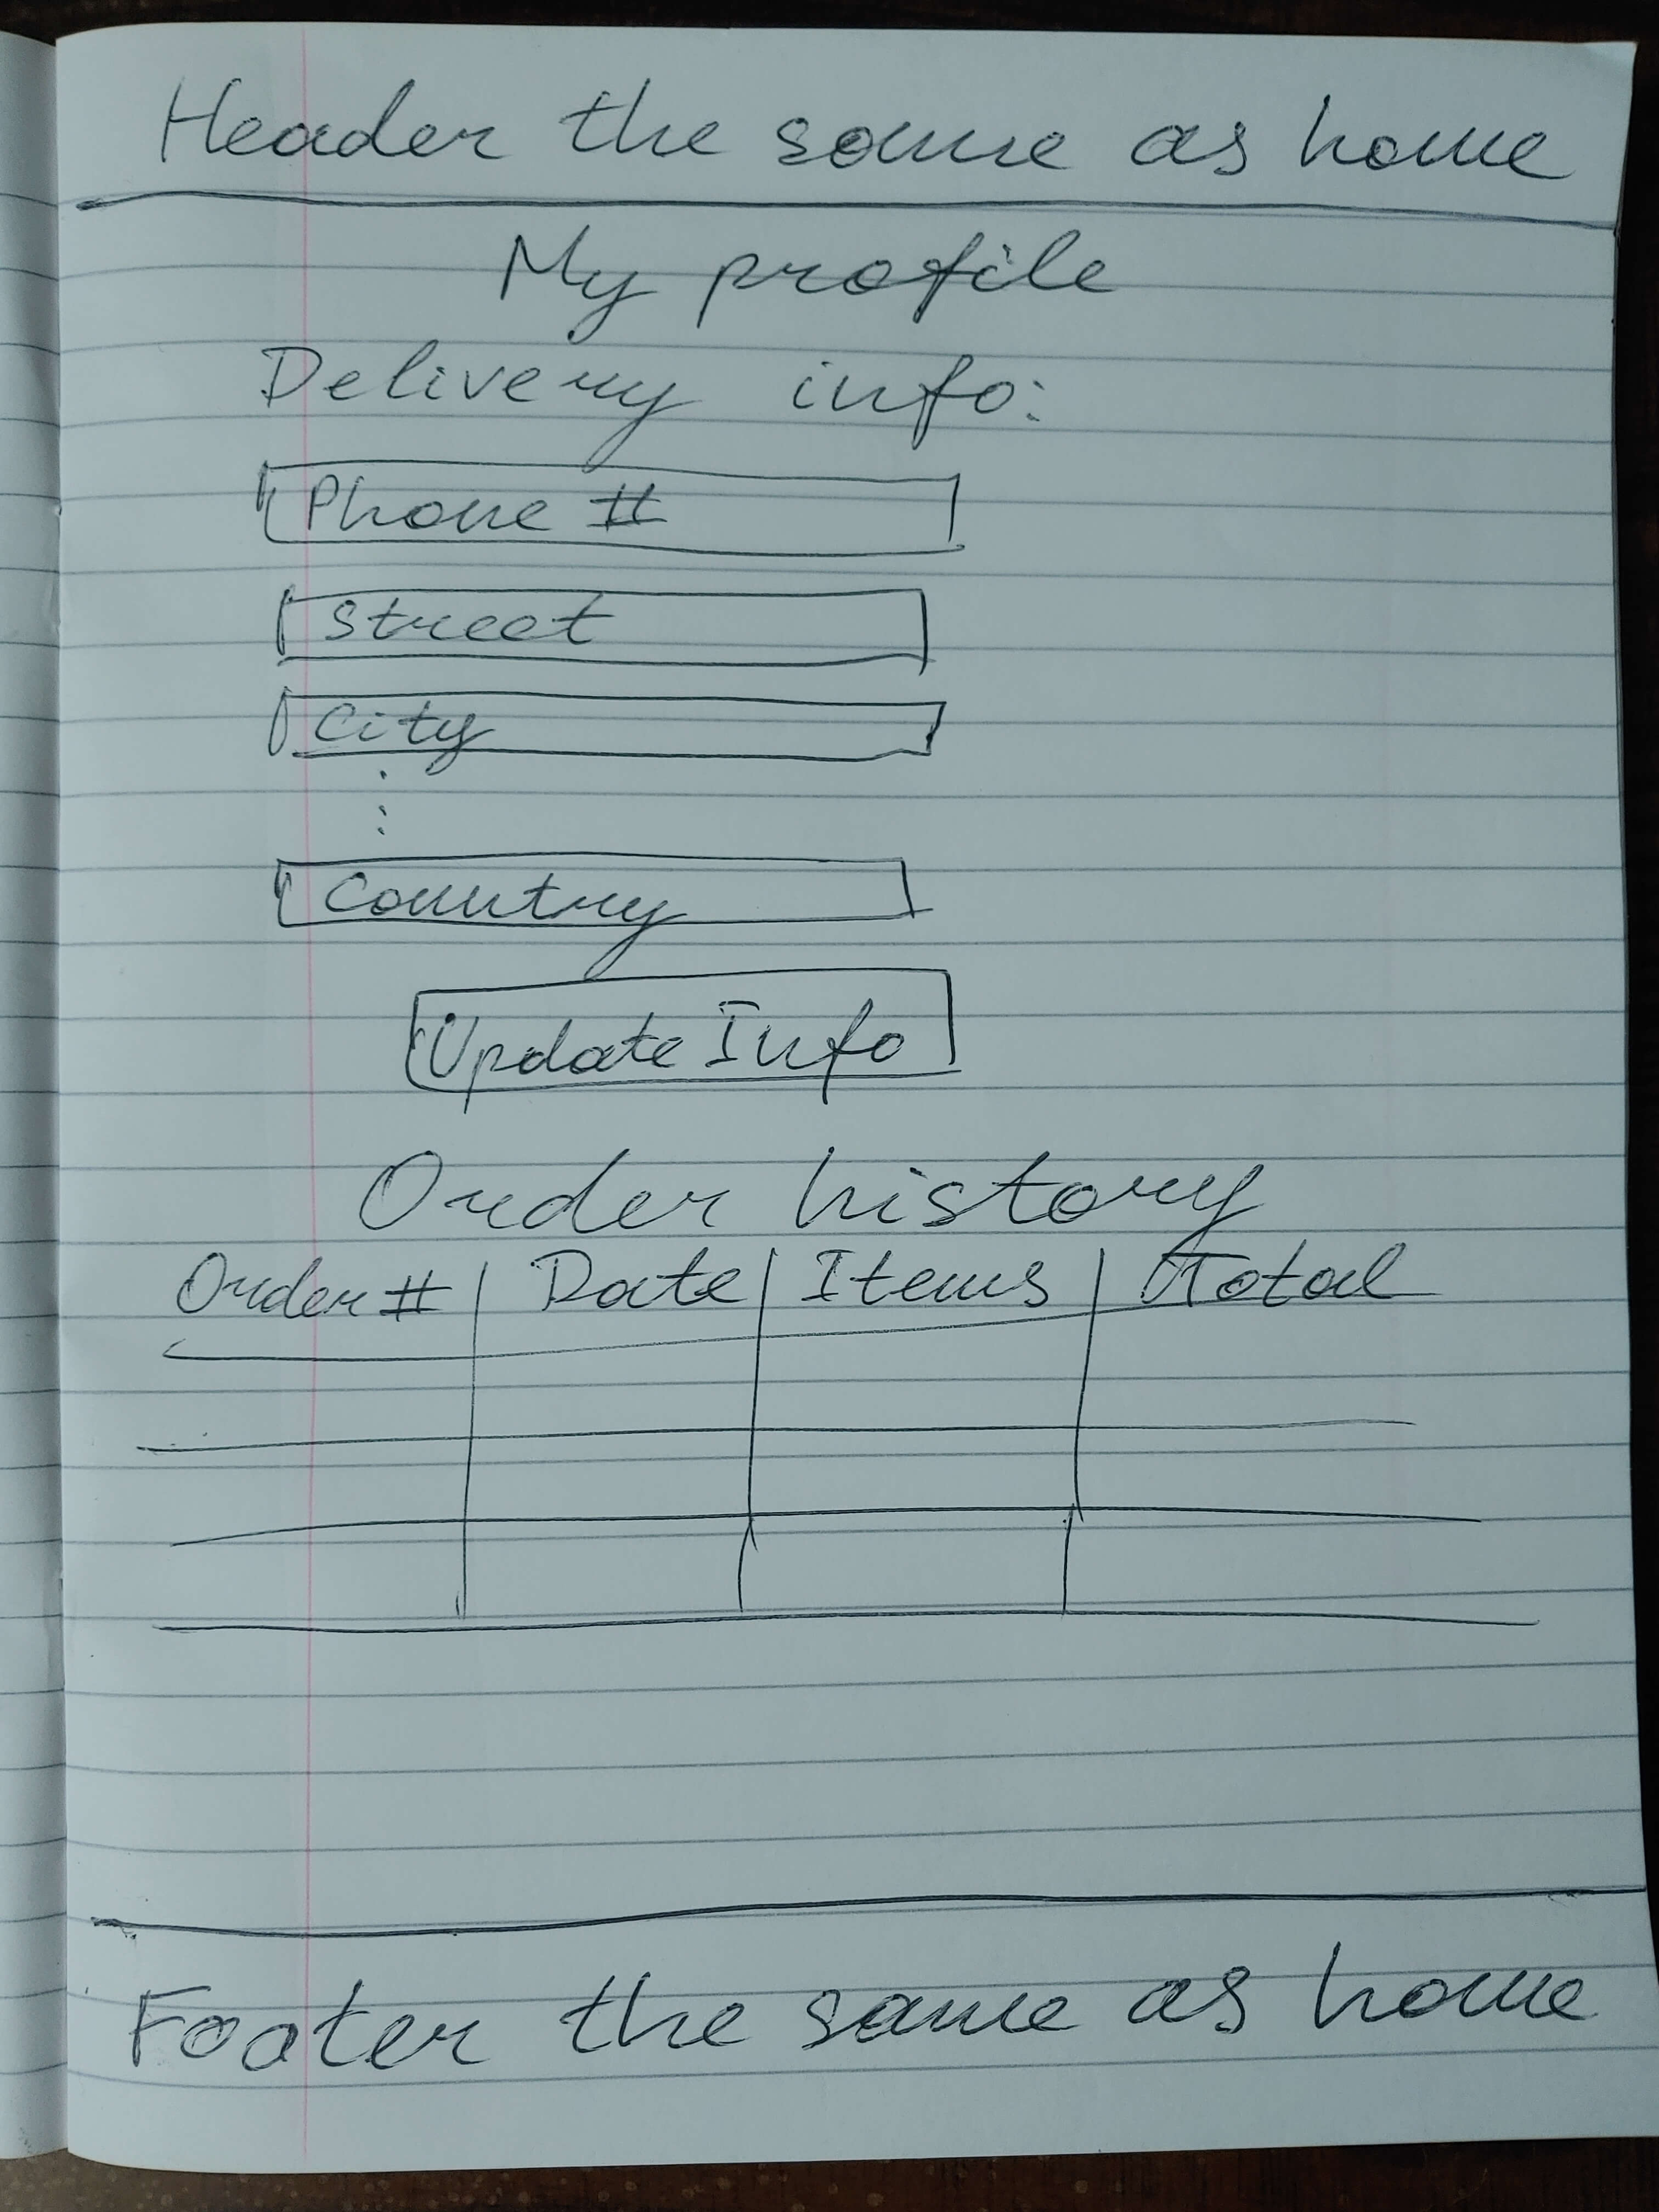 Header the same as home
My profile
Delivery info:
Phone #
Street
City
:
Country
Update Info
Order history
Order # Date Items Total
Footer the same as home